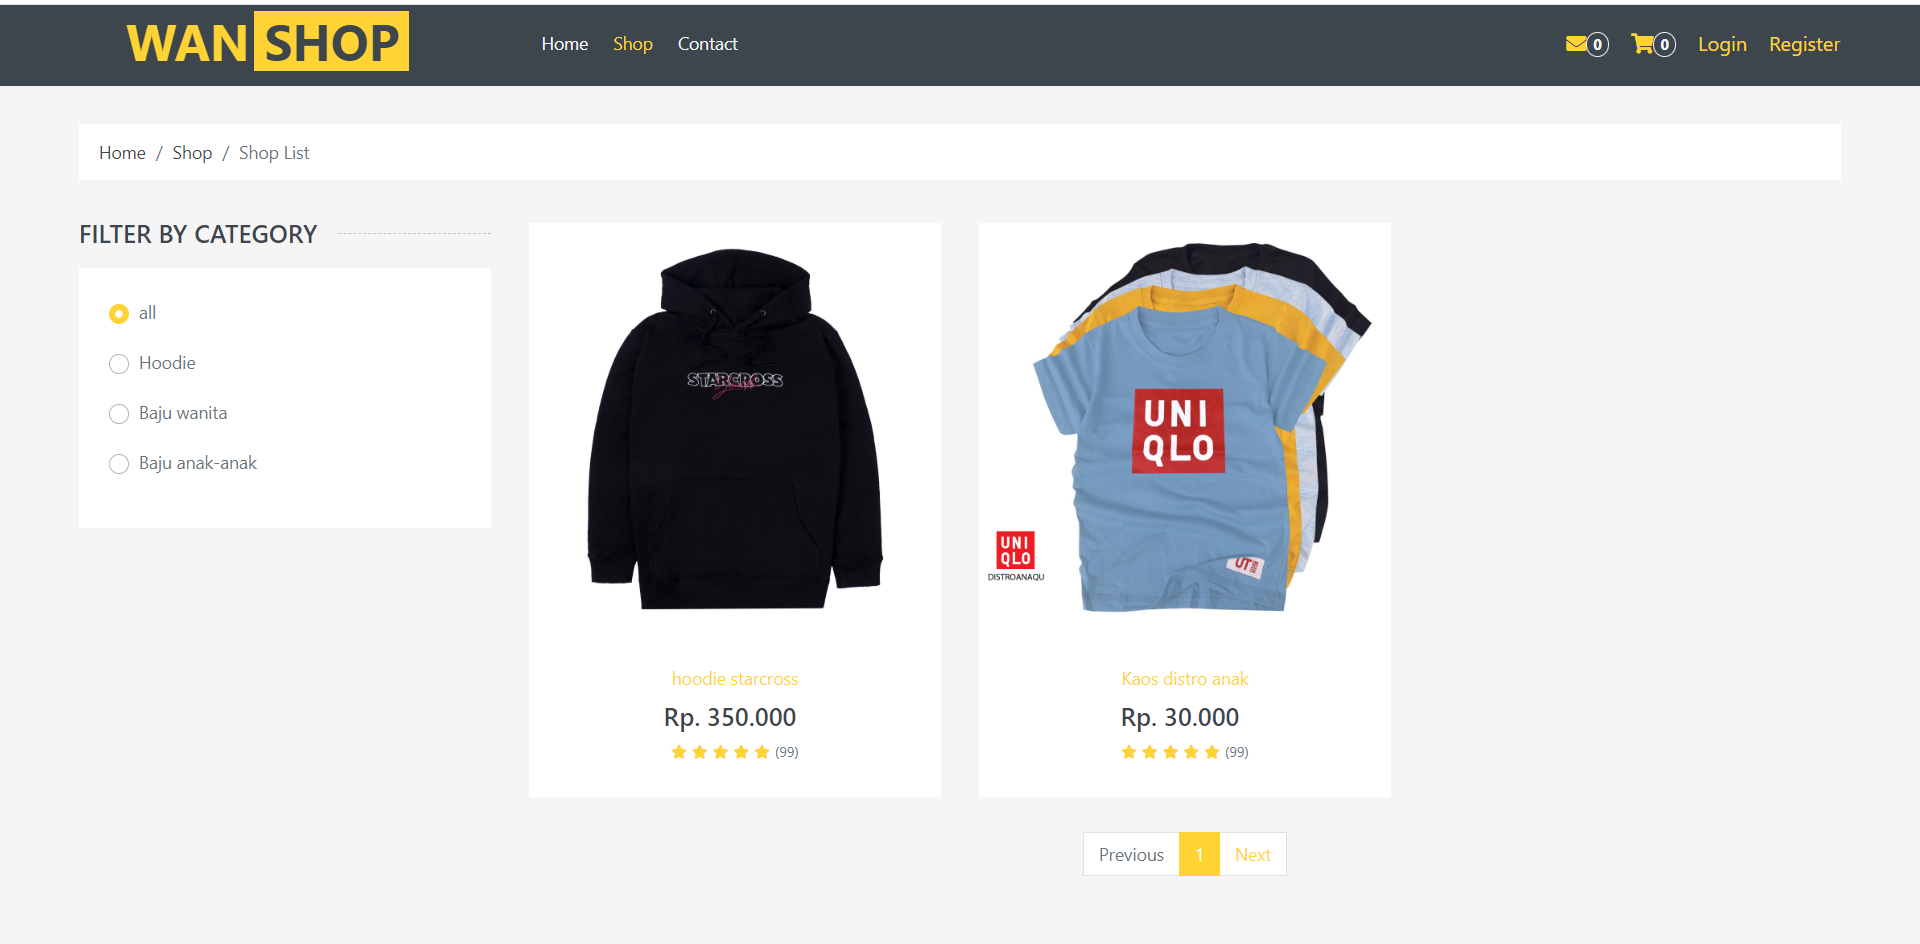 WAN SHOP
Home Shop Contact
0 0 Login Register
Home / Shop / Shop List
FILTER BY CATEGORY
all
Hoodie
Baju wanita
Baju anak-anak
STARCROSS
UNI
QLO
UT
UNI
QLO
DISTROANAQU
hoodie starcross
Rp. 350.000
(99)
Kaos distro anak
Rp. 30.000
(99)
Previous 1 Next